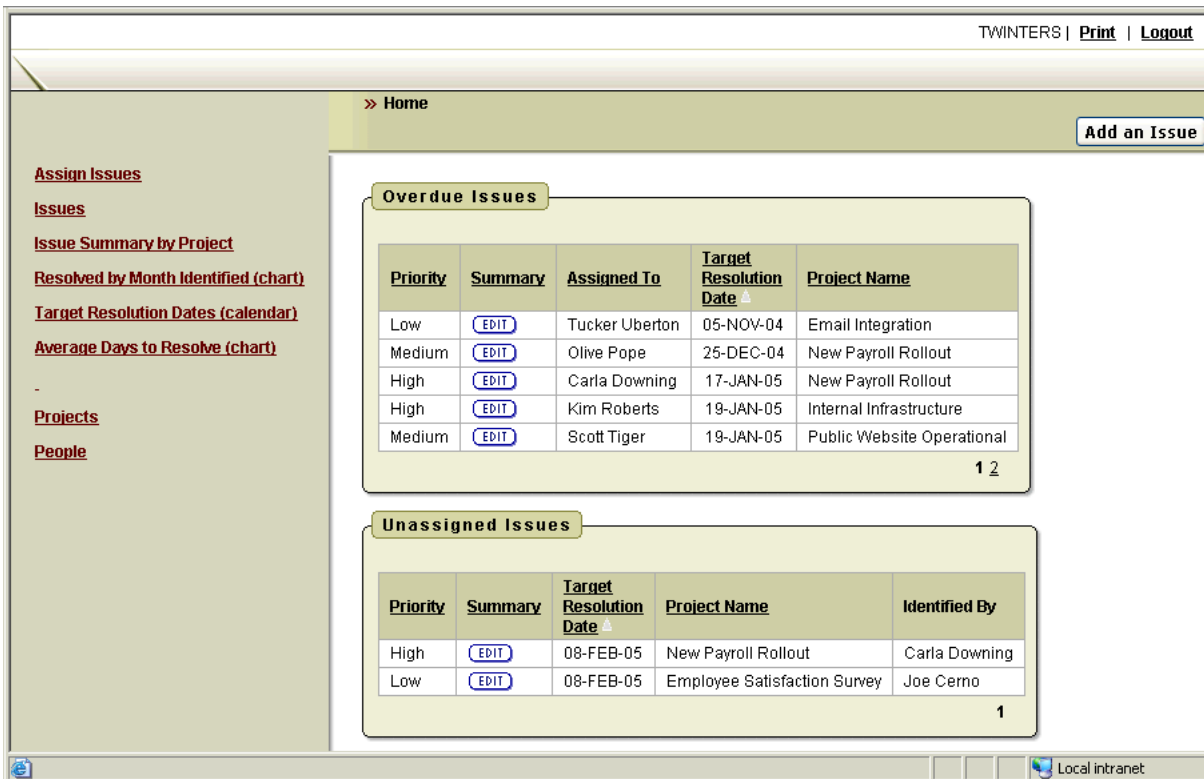 TWINTERS | Print | Logout
» Home
Add an Issue
Assign Issues
Issues
Issue Summary by Project
Resolved by Month Identified (chart)
Target Resolution Dates (calendar)
Average Days to Resolve (chart)
-
Projects
People
Overdue Issues
Priority Summary Assigned To Target Resolution Date Project Name
Low EDIT Tucker Uberton 05-NOV-04 Email Integration
Medium EDIT Olive Pope 25-DEC-04 New Payroll Rollout
High EDIT Carla Downing 17-JAN-05 New Payroll Rollout
High EDIT Kim Roberts 19-JAN-05 Internal Infrastructure
Medium EDIT Scott Tiger 19-JAN-05 Public Website Operational
1 2
Unassigned Issues
Priority Summary Target Resolution Date Project Name Identified By
High EDIT 08-FEB-05 New Payroll Rollout Carla Downing
Low EDIT 08-FEB-05 Employee Satisfaction Survey Joe Cerno
1
Local intranet